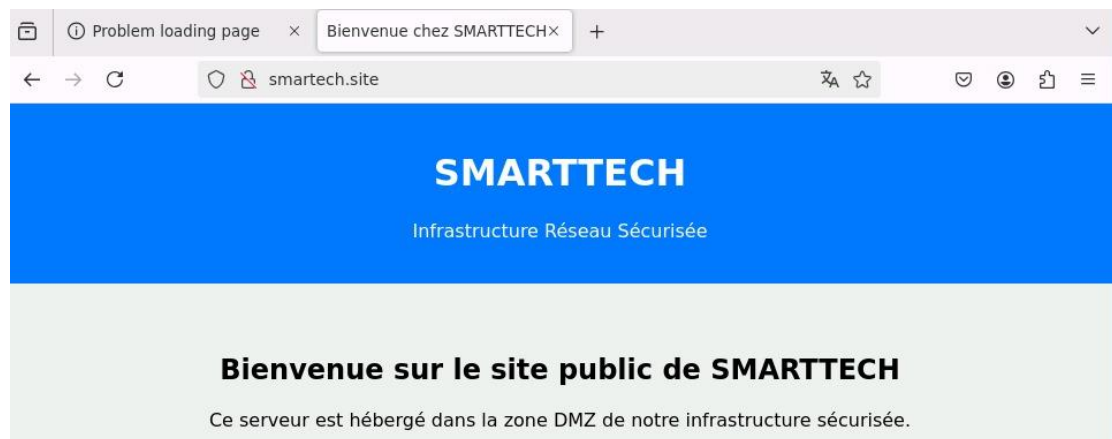 Problem loading page
Bienvenue chez SMARTTECH
smartech.site
SMARTTECH
Infrastructure Réseau Sécurisée
Bienvenue sur le site public de SMARTTECH
Ce serveur est hébergé dans la zone DMZ de notre infrastructure sécurisée.